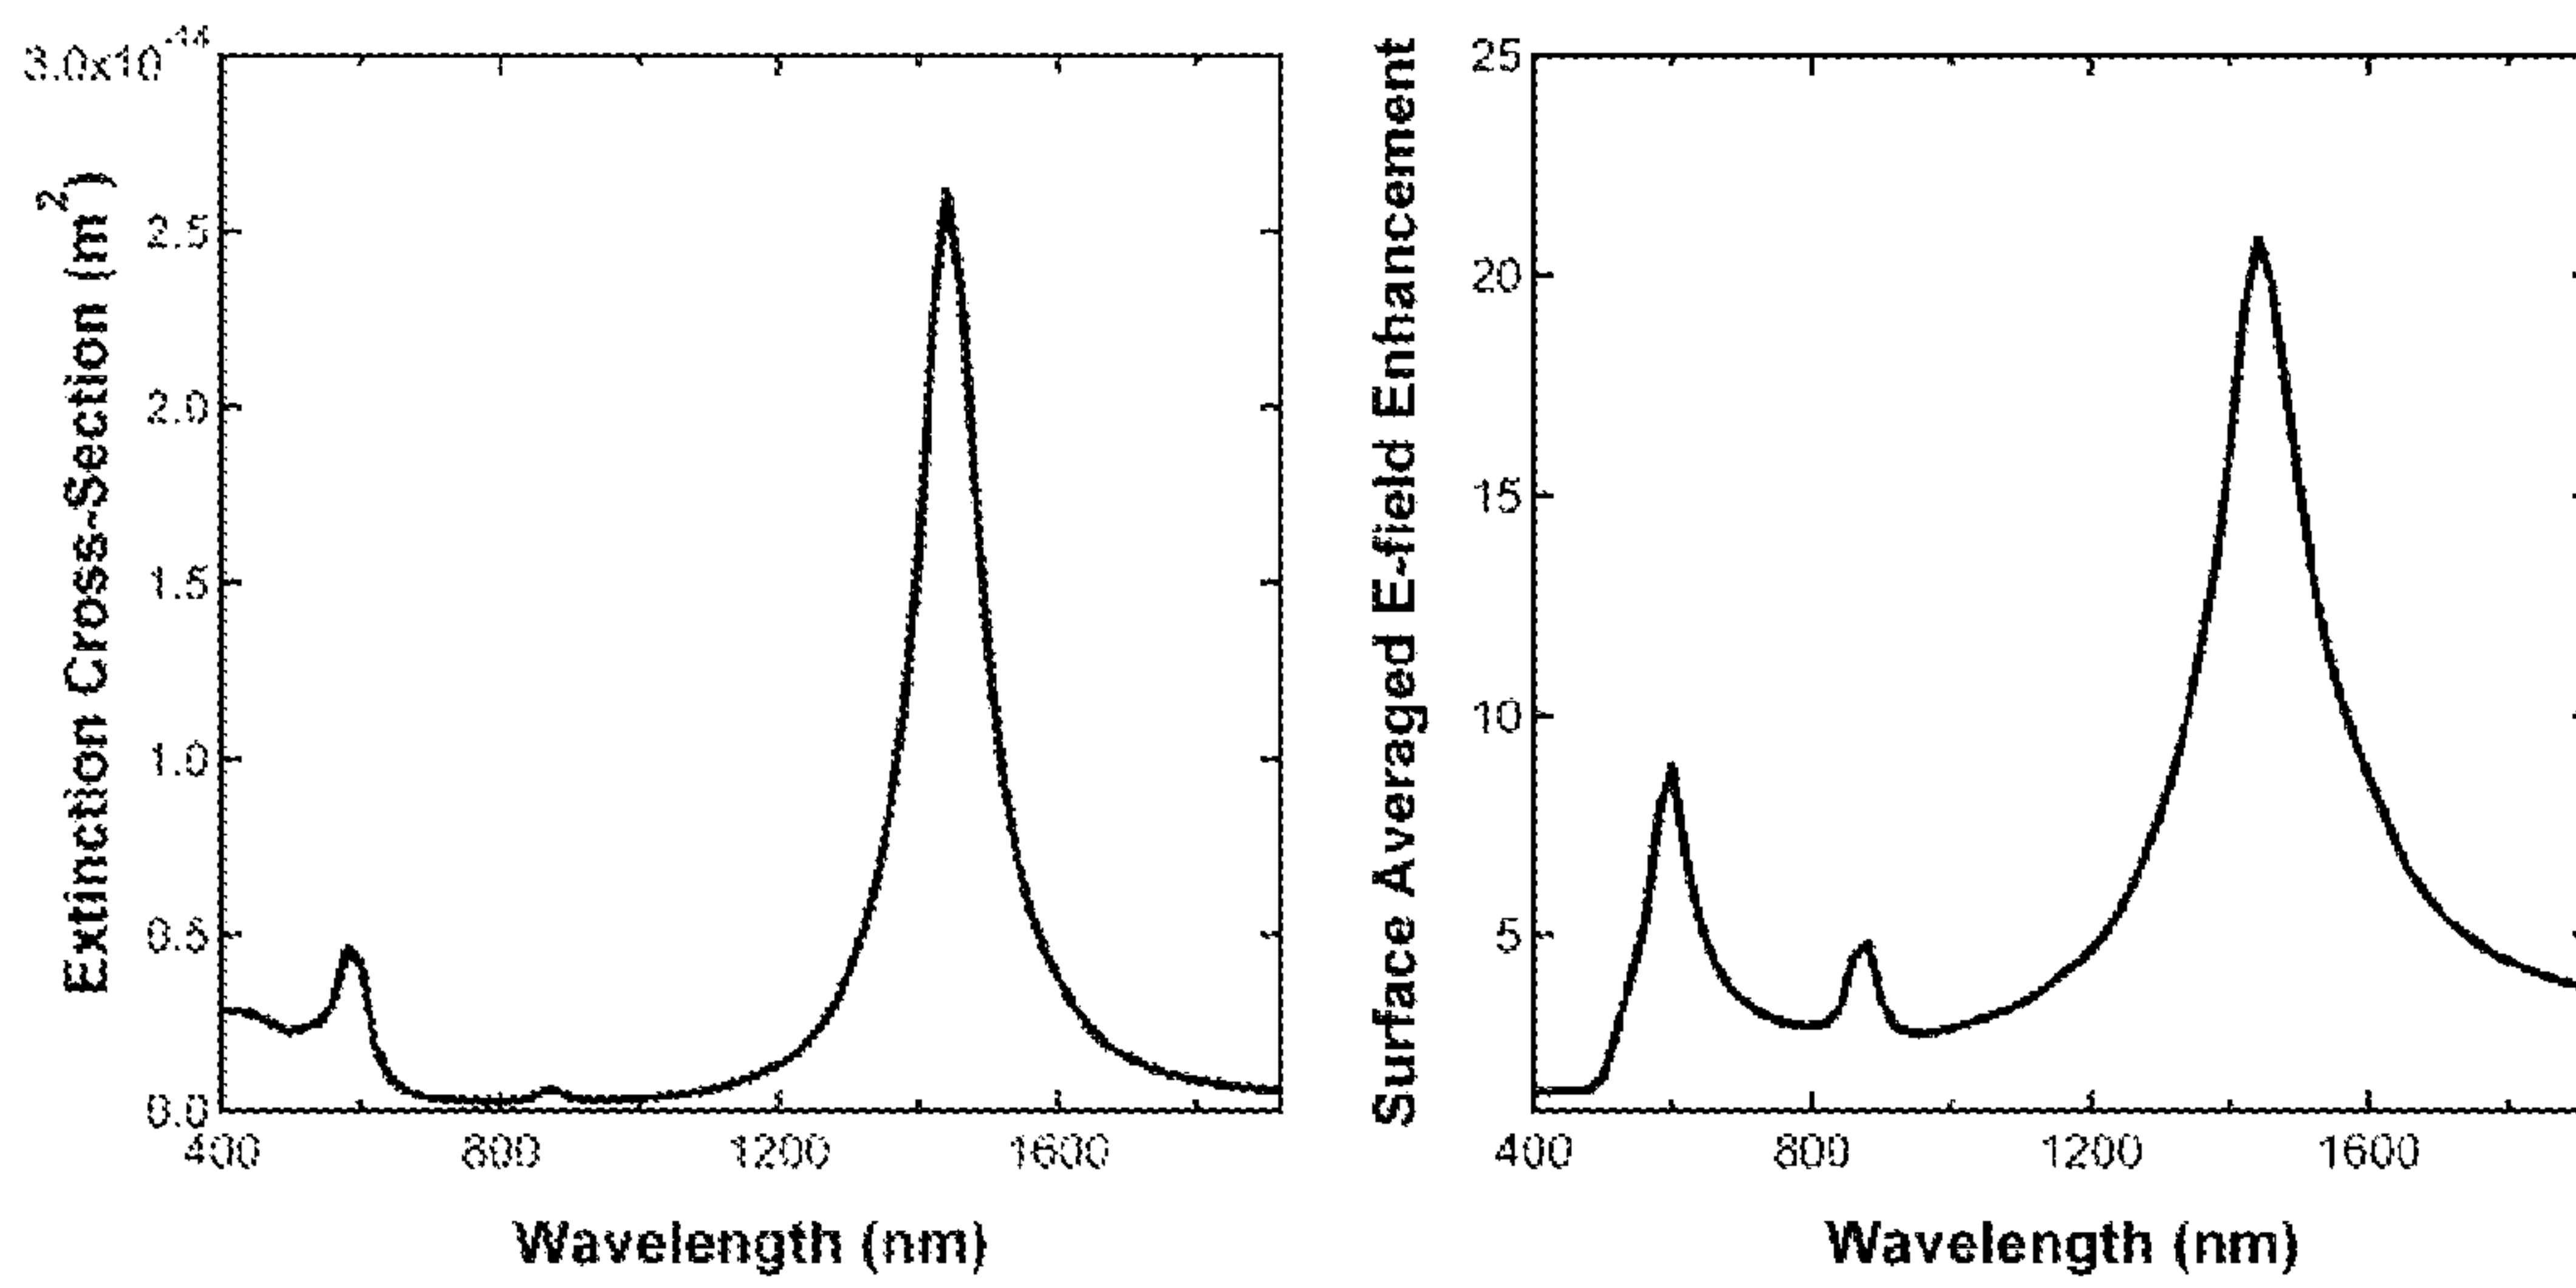 3.0x10^-14
2.5
2.0
1.5
1.0
0.5
0.0
400 800 1200 1600
Extinction Cross-Section (m^2)
Wavelength (nm)
25
20
15
10
5
400 800 1200 1600
Surface Averaged E-field Enhancement
Wavelength (nm)